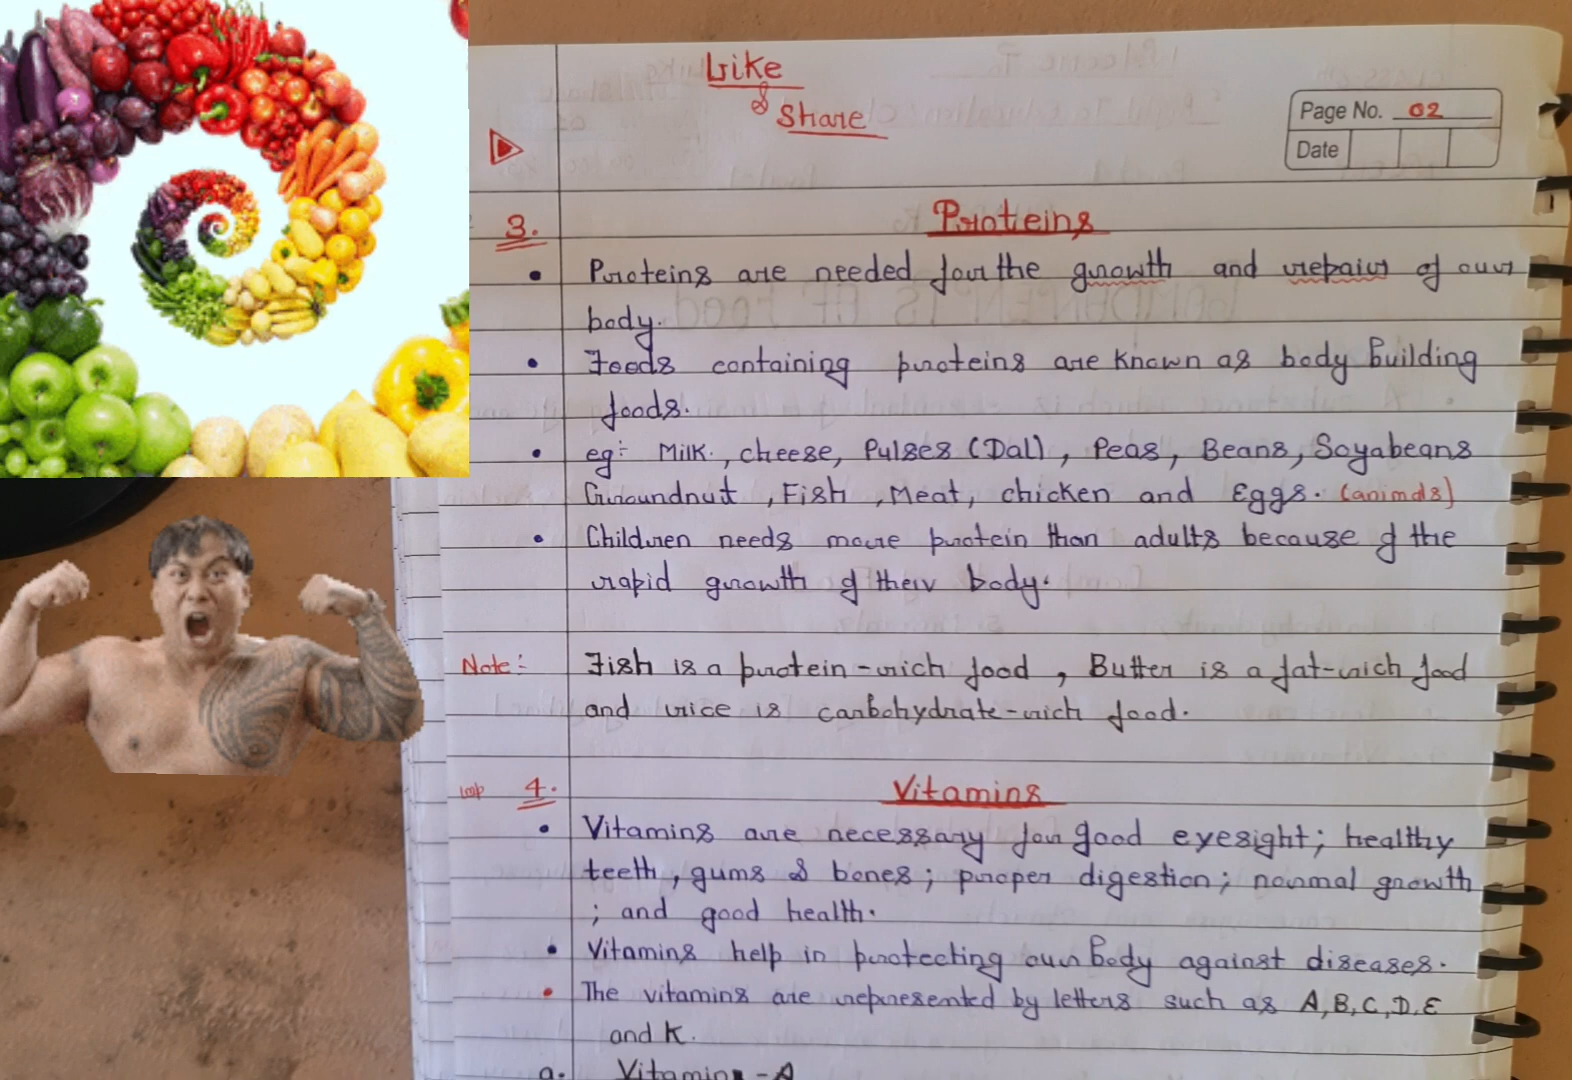 Like
&
Share
Page No. 02
Date
3. Proteins
• Proteins are needed for the growth and repair of our
body.
• Foods containing proteins are known as body building
foods.
• eg:- Milk, cheese, Pulses (Dal), Peas, Beans, Soyabeans
Groundnut, Fish, Meat, chicken and Eggs. (animals)
• Children needs more protein than adults because of the
rapid growth of their body.
Note:- Fish is a protein-rich food, Butter is a fat-rich food
and rice is carbohydrate-rich food.
Imp 4. Vitamins
• Vitamins are necessary for good eyesight; healthy
teeth, gums & bones; proper digestion; normal growth
; and good health.
• Vitamins help in protecting our Body against diseases.
• The vitamins are represented by letters such as A, B, C, D, E
and K.
a. Vitamin - A